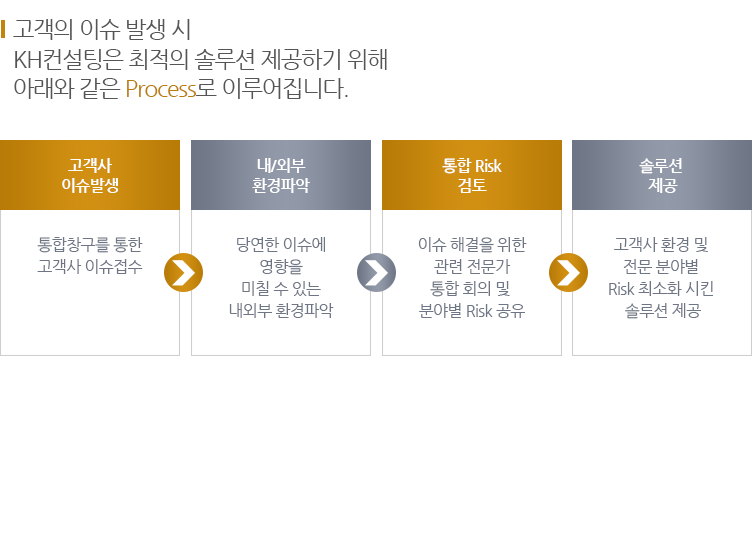 고객의 이슈 발생 시
KH컨설팅은 최적의 솔루션 제공하기 위해
아래와 같은 Process로 이루어집니다.
고객사
이슈발생
통합창구를 통한
고객사 이슈접수
내/외부
환경파악
당연한 이슈에
영향을
미칠 수 있는
내외부 환경파악
통합 Risk
검토
이슈 해결을 위한
관련 전문가
통합 회의 및
분야별 Risk 공유
솔루션
제공
고객사 환경 및
전문 분야별
Risk 최소화 시킨
솔루션 제공